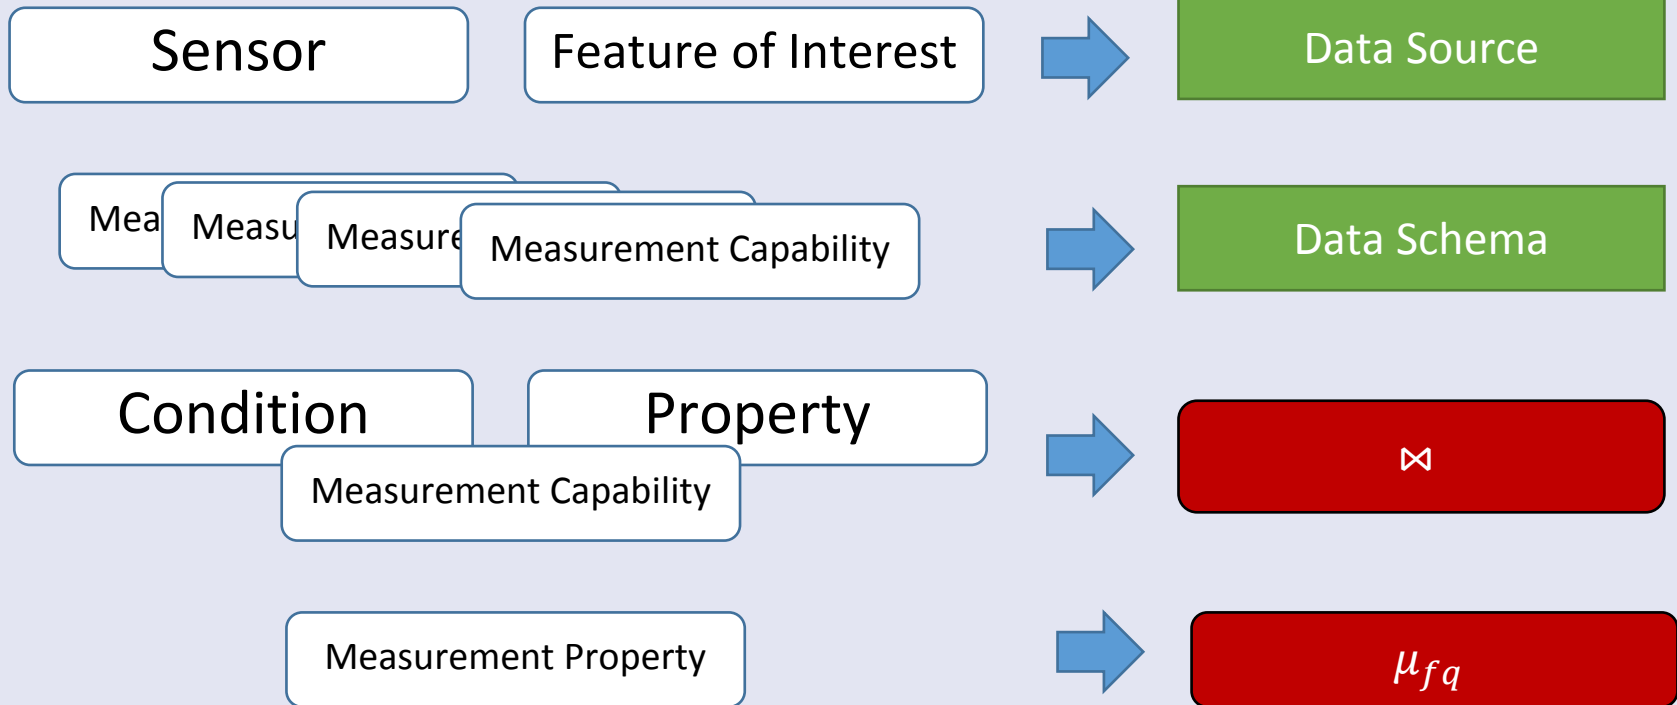 Sensor
Feature of Interest
Data Source
Mea
Measu
Measure
Measurement Capability
Data Schema
Condition
Property
Measurement Capability
⋈
Measurement Property
μfq